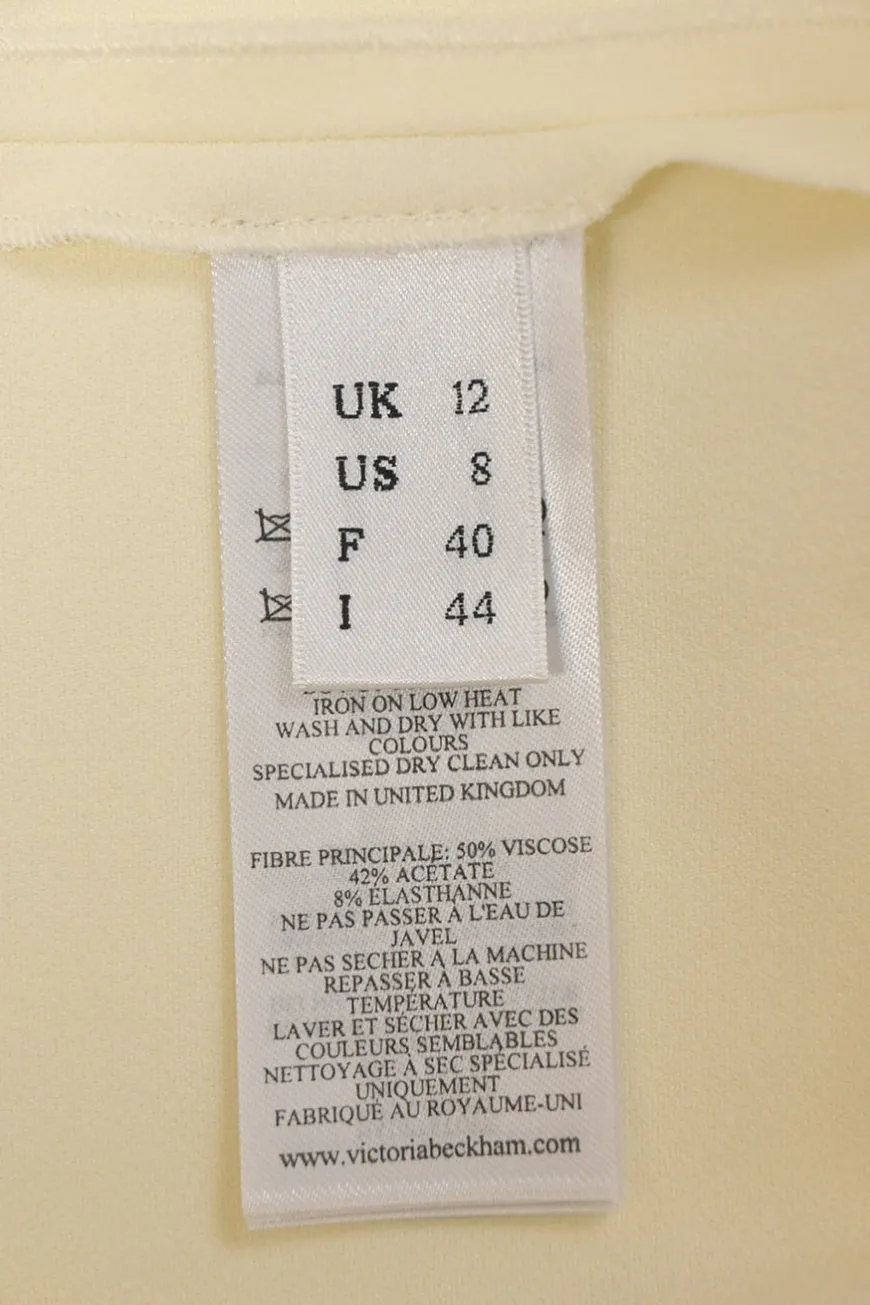 UK 12
US 8
F 40
I 44
IRON ON LOW HEAT
WASH AND DRY WITH LIKE
COLOURS
SPECIALISED DRY CLEAN ONLY
MADE IN UNITED KINGDOM
FIBRE PRINCIPALE: 50% VISCOSE
42% ACÉTATE
8% ÉLASTHANNE
NE PAS PASSER À L'EAU DE
JAVEL
NE PAS SECHER A LA MACHINE
REPASSER À BASSE
TEMPÉRATURE
LAVER ET SÉCHER AVEC DES
COULEURS SEMBLABLES
NETTOYAGE À SEC SPÉCIALISÉ
UNIQUEMENT
FABRIQUÉ AU ROYAUME-UNI
www.victoriabeckham.com